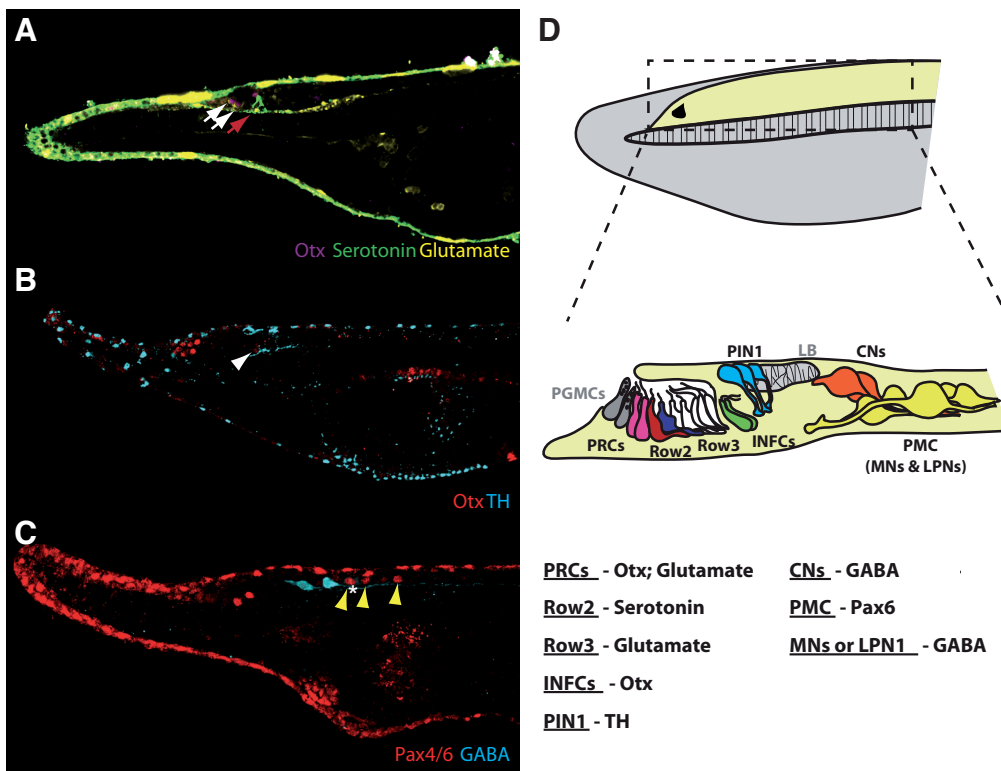 A
Otx Serotonin Glutamate
B
Otx TH
C
*
Pax4/6 GABA
D
PIN1
LB
CNs
PGMCs
PRCs
Row2
Row3
INFCs
PMC
(MNs & LPNs)
PRCs - Otx; Glutamate
Row2 - Serotonin
Row3 - Glutamate
INFCs - Otx
PIN1 - TH
CNs - GABA
PMC - Pax6
MNs or LPN1 - GABA